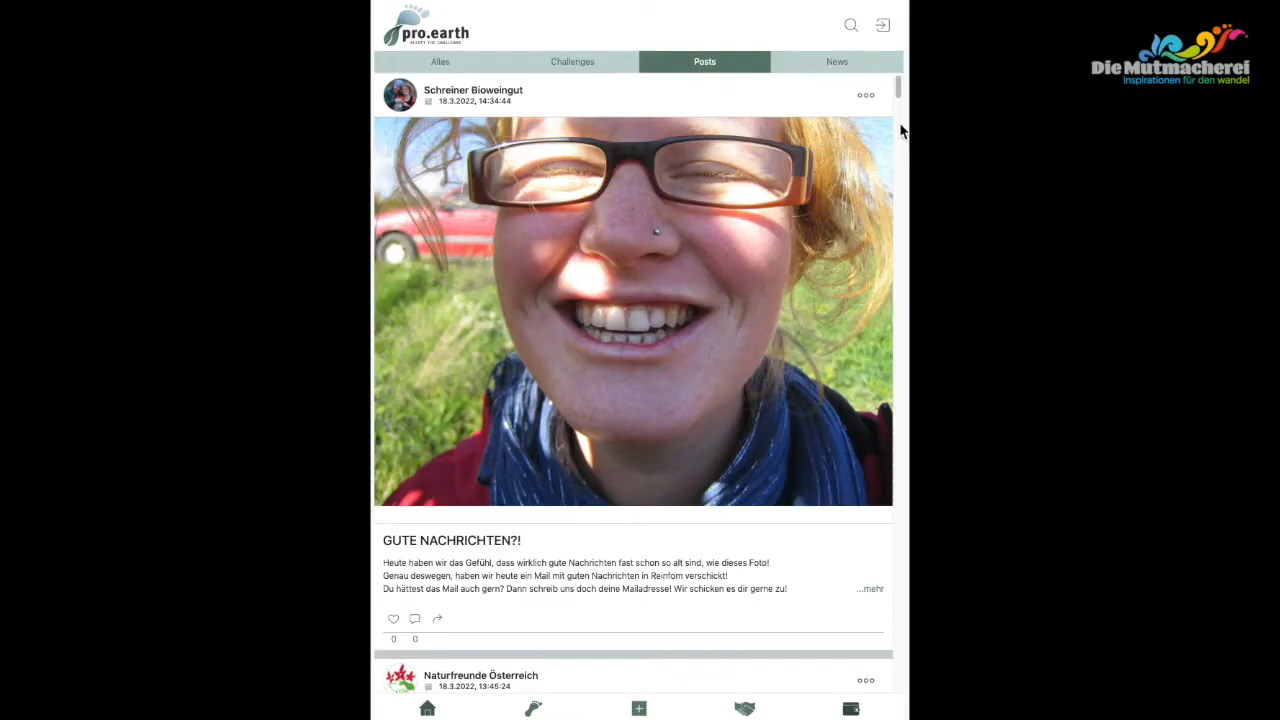 pro.earth
ACCEPT THE CHALLENGE
Die Mutmacherei
inspirationen für den wandel
Alles
Challenges
Posts
News
Schreiner Bioweingut
18.3.2022, 14:34:44
GUTE NACHRICHTEN?!
Heute haben wir das Gefühl, dass wirklich gute Nachrichten fast schon so alt sind, wie dieses Foto!
Genau deswegen, haben wir heute ein Mail mit guten Nachrichten in Reinfom verschickt!
Du hättest das Mail auch gern? Dann schreib uns doch deine Mailadresse! Wir schicken es dir gerne zu!
...mehr
0
0
Naturfreunde Österreich
18.3.2022, 13:45:24